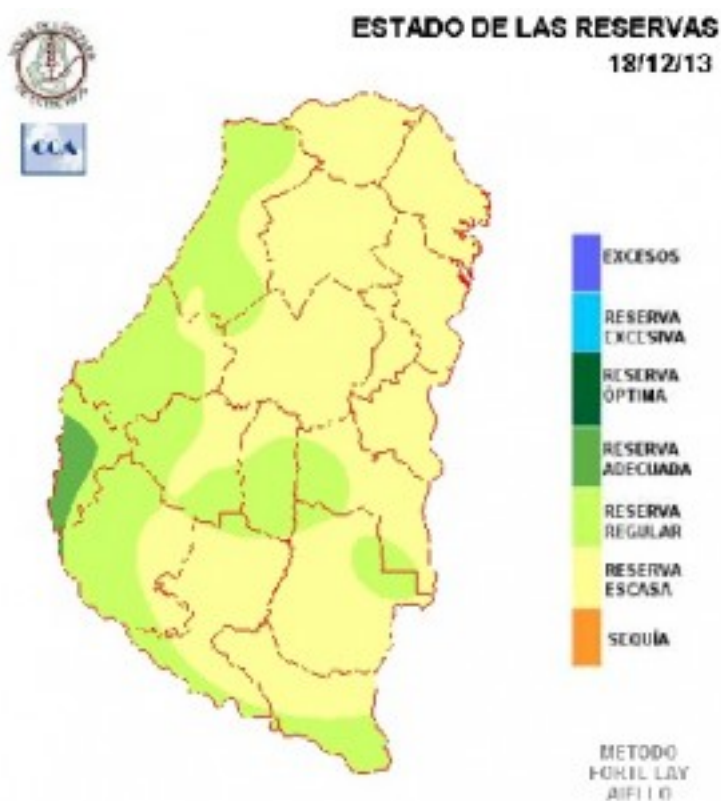 ESTADO DE LAS RESERVAS
18/12/13
CCA
EXCESOS
RESERVA
EXCESIVA
RESERVA
ÓPTIMA
RESERVA
ADECUADA
RESERVA
REGULAR
RESERVA
ESCASA
SEQUÍA
METODO
LAY